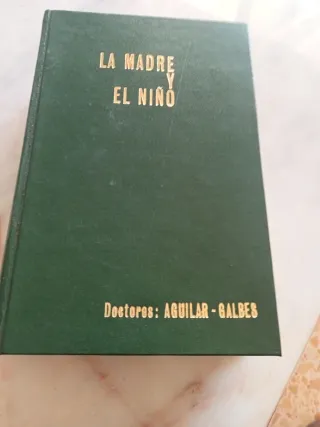 LA MADRE
Y
EL NIÑO
Doctores: AGUILAR - GALBES